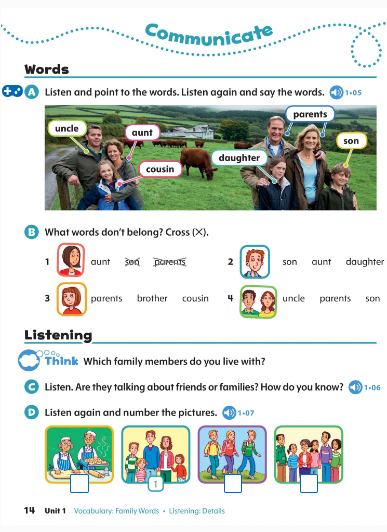 Communicate
Words
A Listen and point to the words. Listen again and say the words. 1•05
uncle
aunt
cousin
parents
daughter
son
B What words don't belong? Cross (✕).
1 aunt son parents
2 son aunt daughter
3 parents brother cousin
4 uncle parents son
Listening
Think Which family members do you live with?
C Listen. Are they talking about friends or families? How do you know? 1•06
D Listen again and number the pictures. 1•07
1
14 Unit 1 Vocabulary: Family Words • Listening: Details